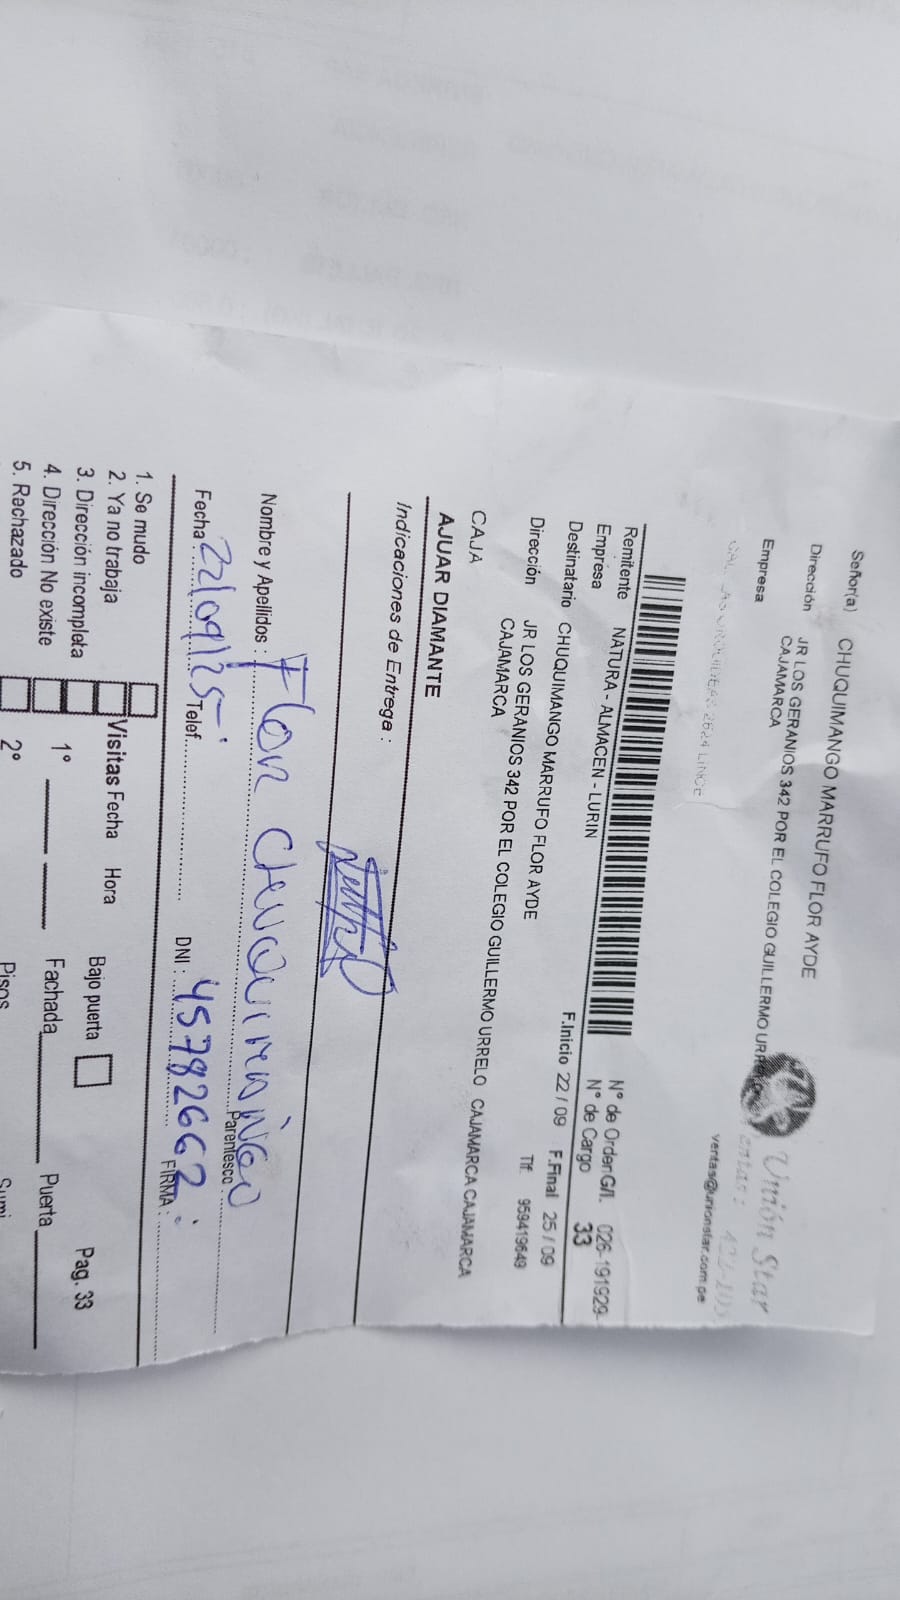 Señor(a) CHUQUIMANGO MARRUFO FLOR AYDE
Dirección JR LOS GERANIOS 342 POR EL COLEGIO GUILLERMO
CAJAMARCA
Empresa
Unión Star
ventas@unionstar.com.pe
2624 LINCE
N° de Orden G/I. 026-191929
N° de Cargo 33
Remitente
Empresa NATURA - ALMACEN - LURIN
F.Inicio 22 / 09 F.Final 25 / 09
Destinatario CHUQUIMANGO MARRUFO FLOR AYDE
Tlf. 959419649
Dirección JR LOS GERANIOS 342 POR EL COLEGIO GUILLERMO URRELO CAJAMARCA CAJAMARCA
CAJAMARCA
CAJA
AJUAR DIAMANTE
Indicaciones de Entrega :
Nombre y Apellidos : Flor Chuquimango Parentesco :
Fecha : 22/09/25 Telef. DNI : 45782662 FIRMA :
1. Se mudo
2. Ya no trabaja
3. Dirección incompleta
4. Dirección No existe
5. Rechazado
Visitas Fecha Hora
1°
2°
Bajo puerta
Pag. 33
Fachada Puerta
Pisos